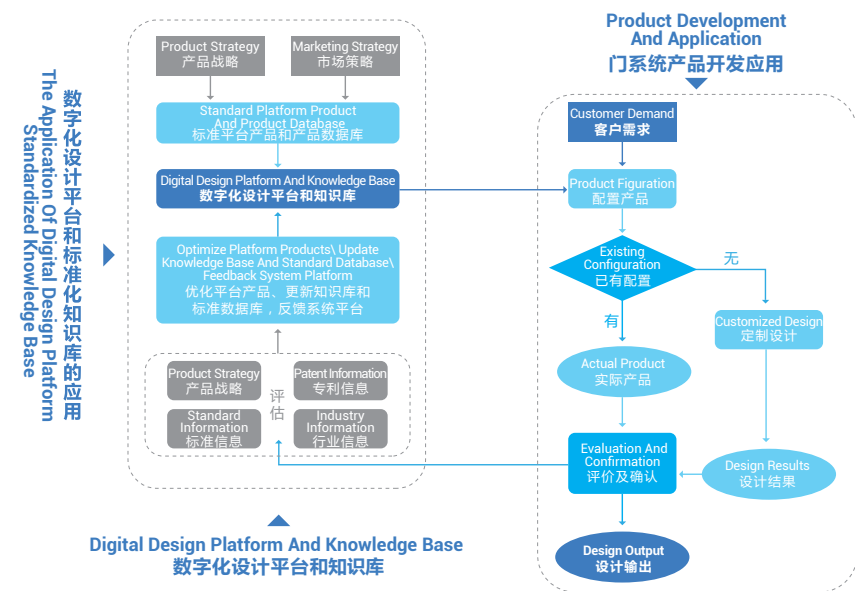 Product Development
And Application
门系统产品开发应用
数字化设计平台和标准化知识库的应用
The Application Of Digital Design Platform
Standardized Knowledge Base
Product Strategy
产品战略
Marketing Strategy
市场策略
Standard Platform Product
And Product Database
标准平台产品和产品数据库
Digital Design Platform And Knowledge Base
数字化设计平台和知识库
Optimize Platform Products\ Update
Knowledge Base And Standard Database\
Feedback System Platform
优化平台产品、更新知识库和
标准数据库，反馈系统平台
Product Strategy
产品战略
Patent Information
专利信息
评估
Standard
Information
标准信息
Industry
Information
行业信息
Digital Design Platform And Knowledge Base
数字化设计平台和知识库
Customer Demand
客户需求
Product Figuration
配置产品
Existing
Configuration
已有配置
无
有
Customized Design
定制设计
Actual Product
实际产品
Evaluation And
Confirmation
评价及确认
Design Results
设计结果
Design Output
设计输出